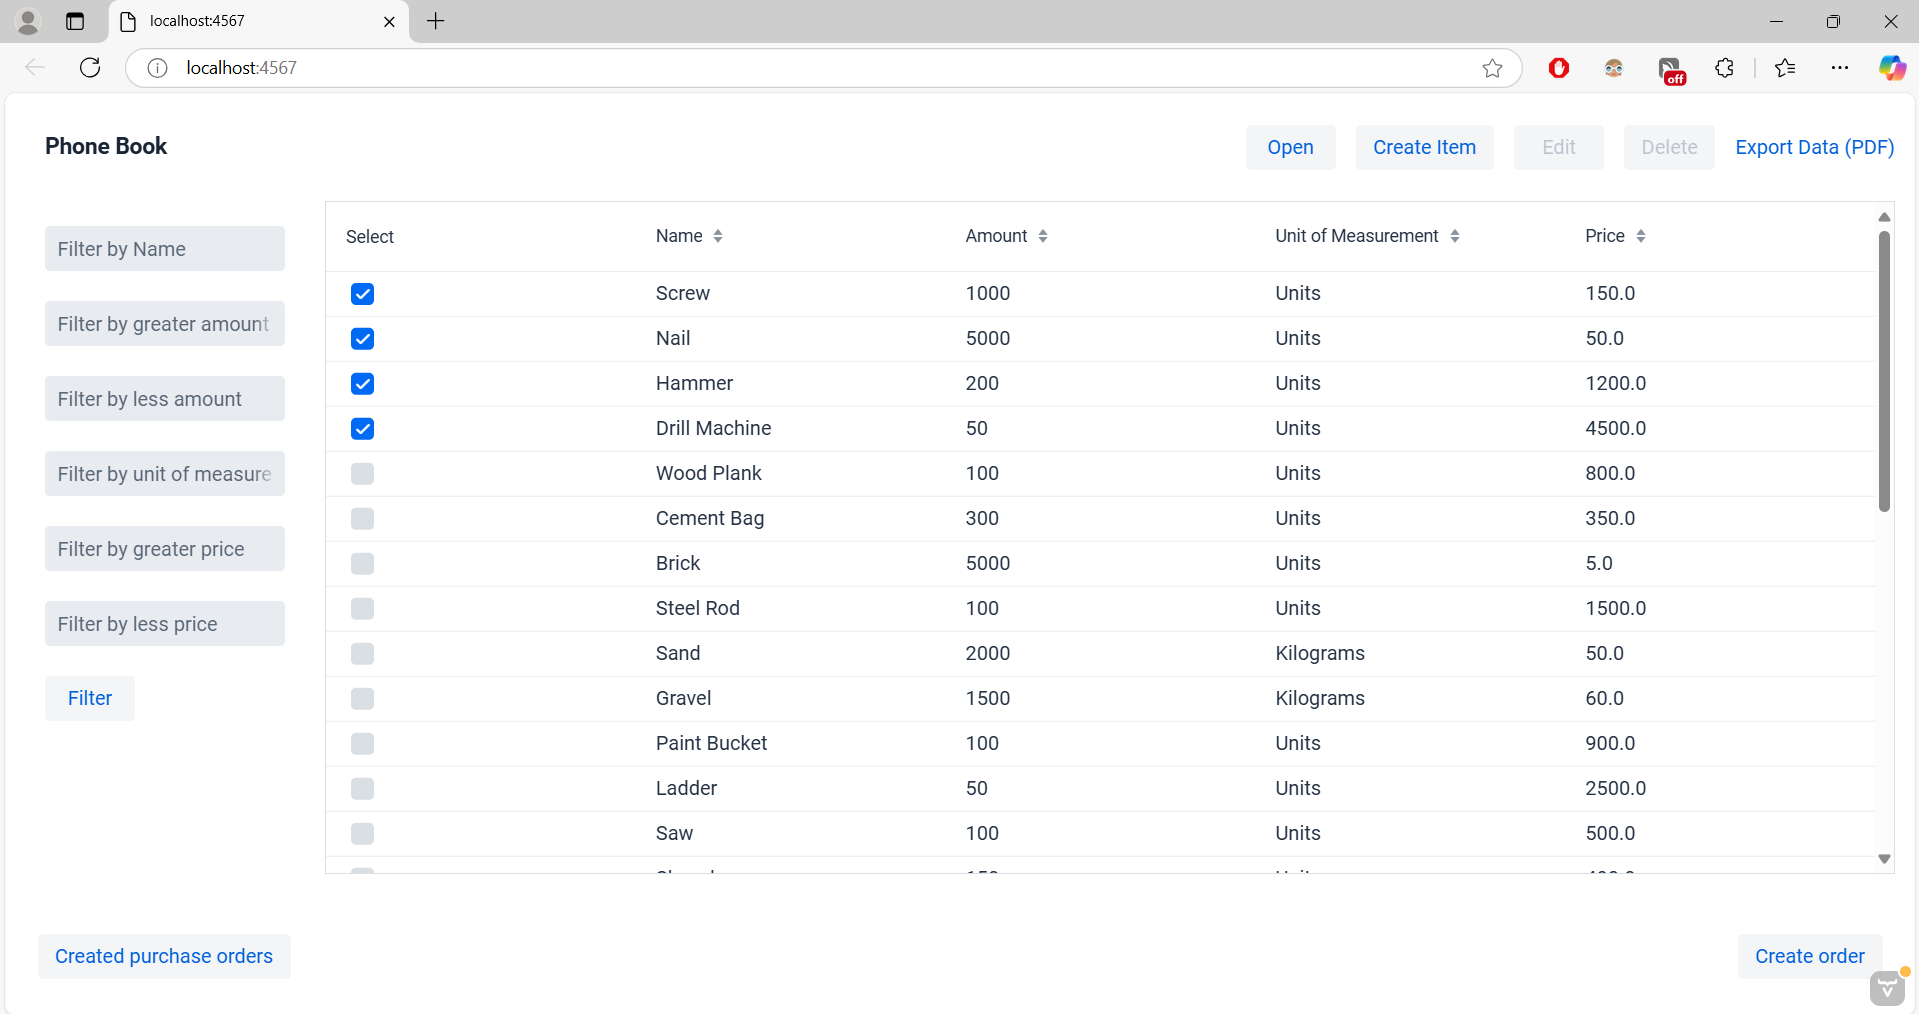 localhost:4567
localhost:4567
off
Phone Book
Open Create Item Edit Delete Export Data (PDF)
Filter by Name
Filter by greater amount
Filter by less amount
Filter by unit of measure
Filter by greater price
Filter by less price
Filter
Select Name Amount Unit of Measurement Price
Screw 1000 Units 150.0
Nail 5000 Units 50.0
Hammer 200 Units 1200.0
Drill Machine 50 Units 4500.0
Wood Plank 100 Units 800.0
Cement Bag 300 Units 350.0
Brick 5000 Units 5.0
Steel Rod 100 Units 1500.0
Sand 2000 Kilograms 50.0
Gravel 1500 Kilograms 60.0
Paint Bucket 100 Units 900.0
Ladder 50 Units 2500.0
Saw 100 Units 500.0
Created purchase orders Create order